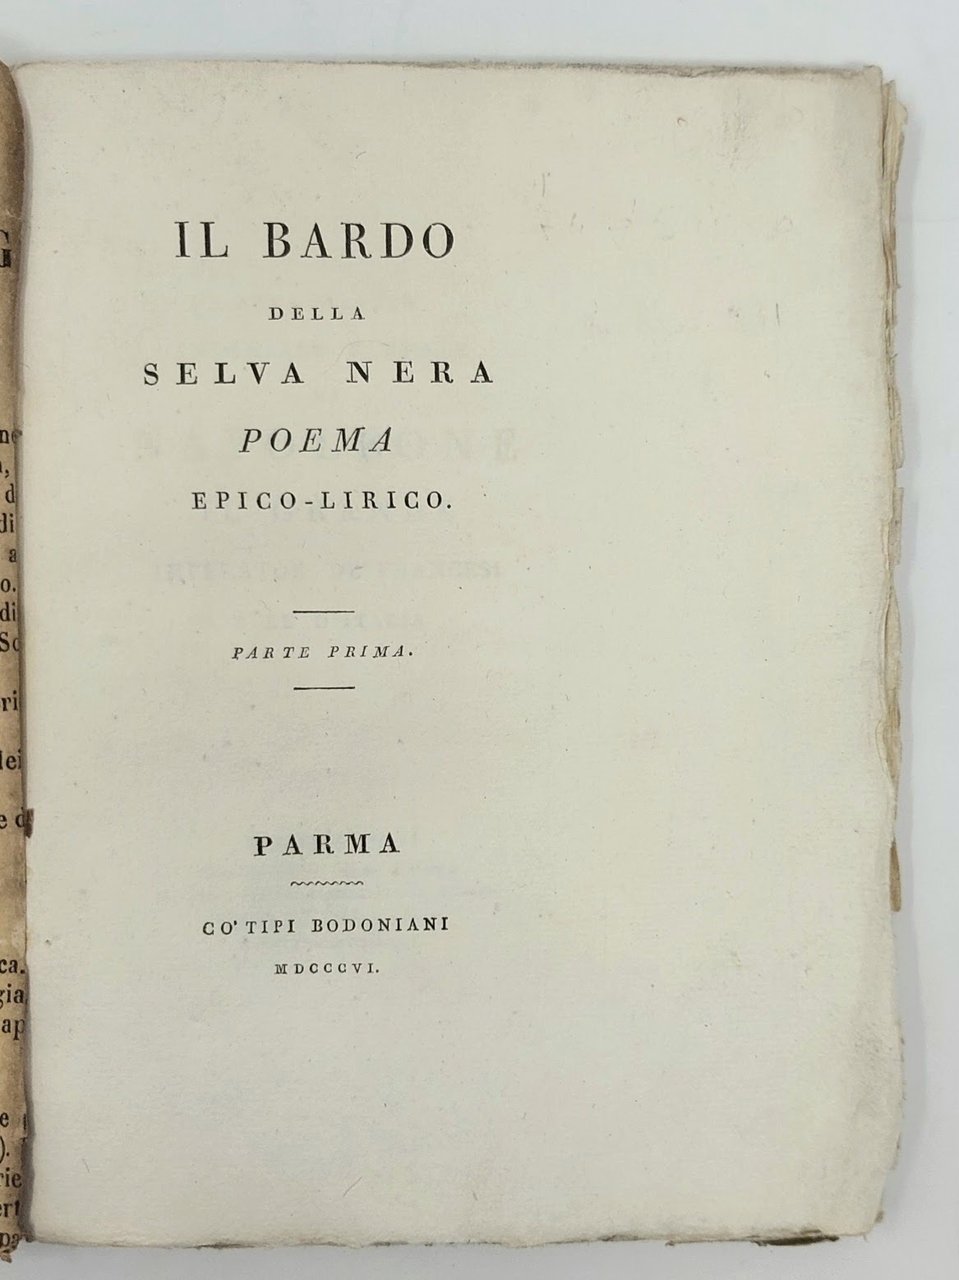 IL BARDO
DELLA
SELVA NERA
POEMA
EPICO-LIRICO.
PARTE PRIMA.
PARMA
CO' TIPI BODONIANI
MDCCCVI.